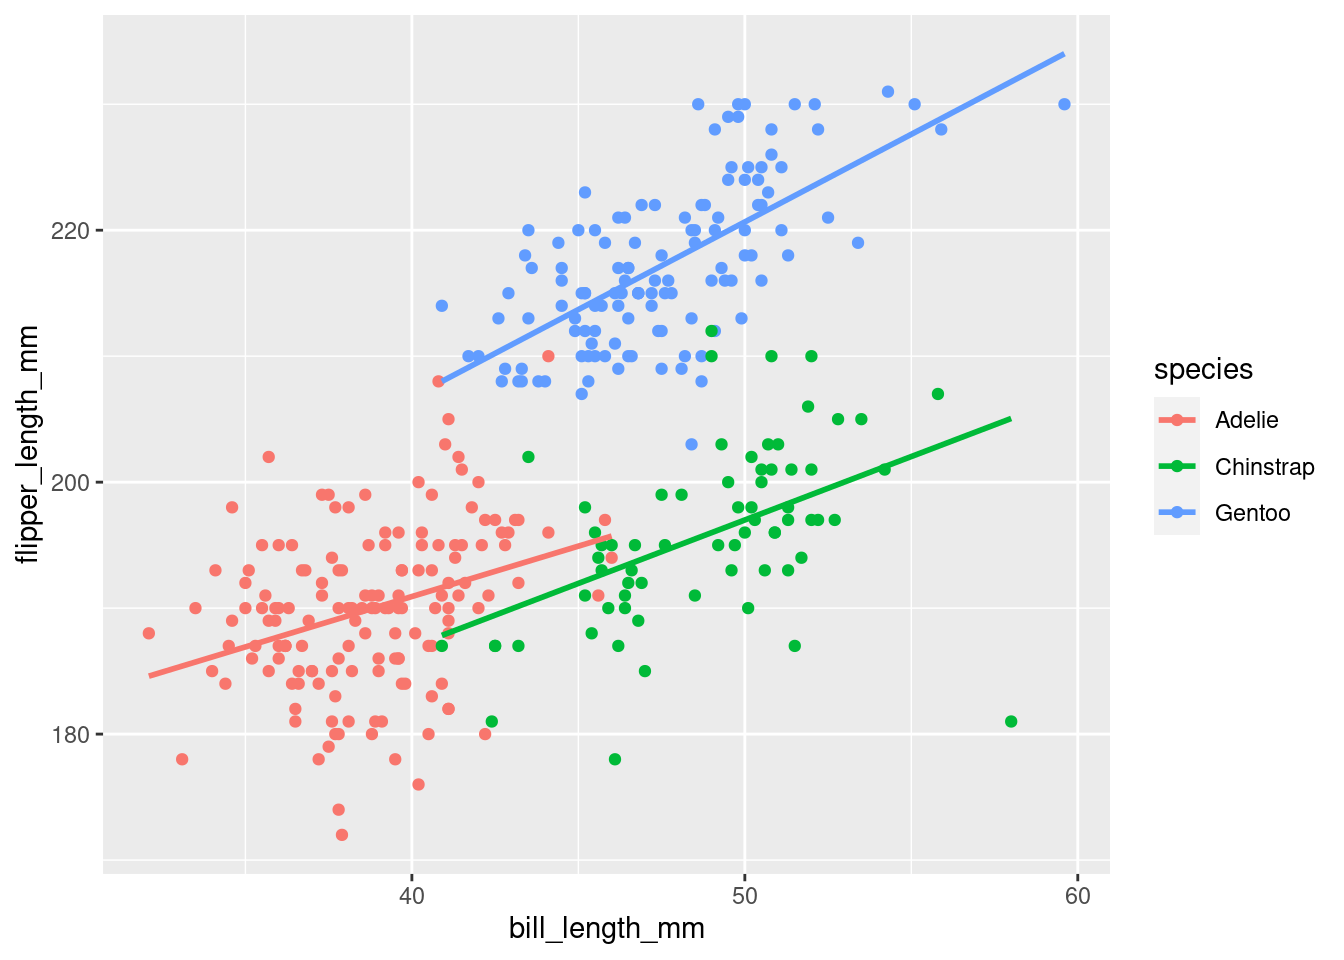 flipper_length_mm
220
200
180
40
50
60
bill_length_mm
species
Adelie
Chinstrap
Gentoo